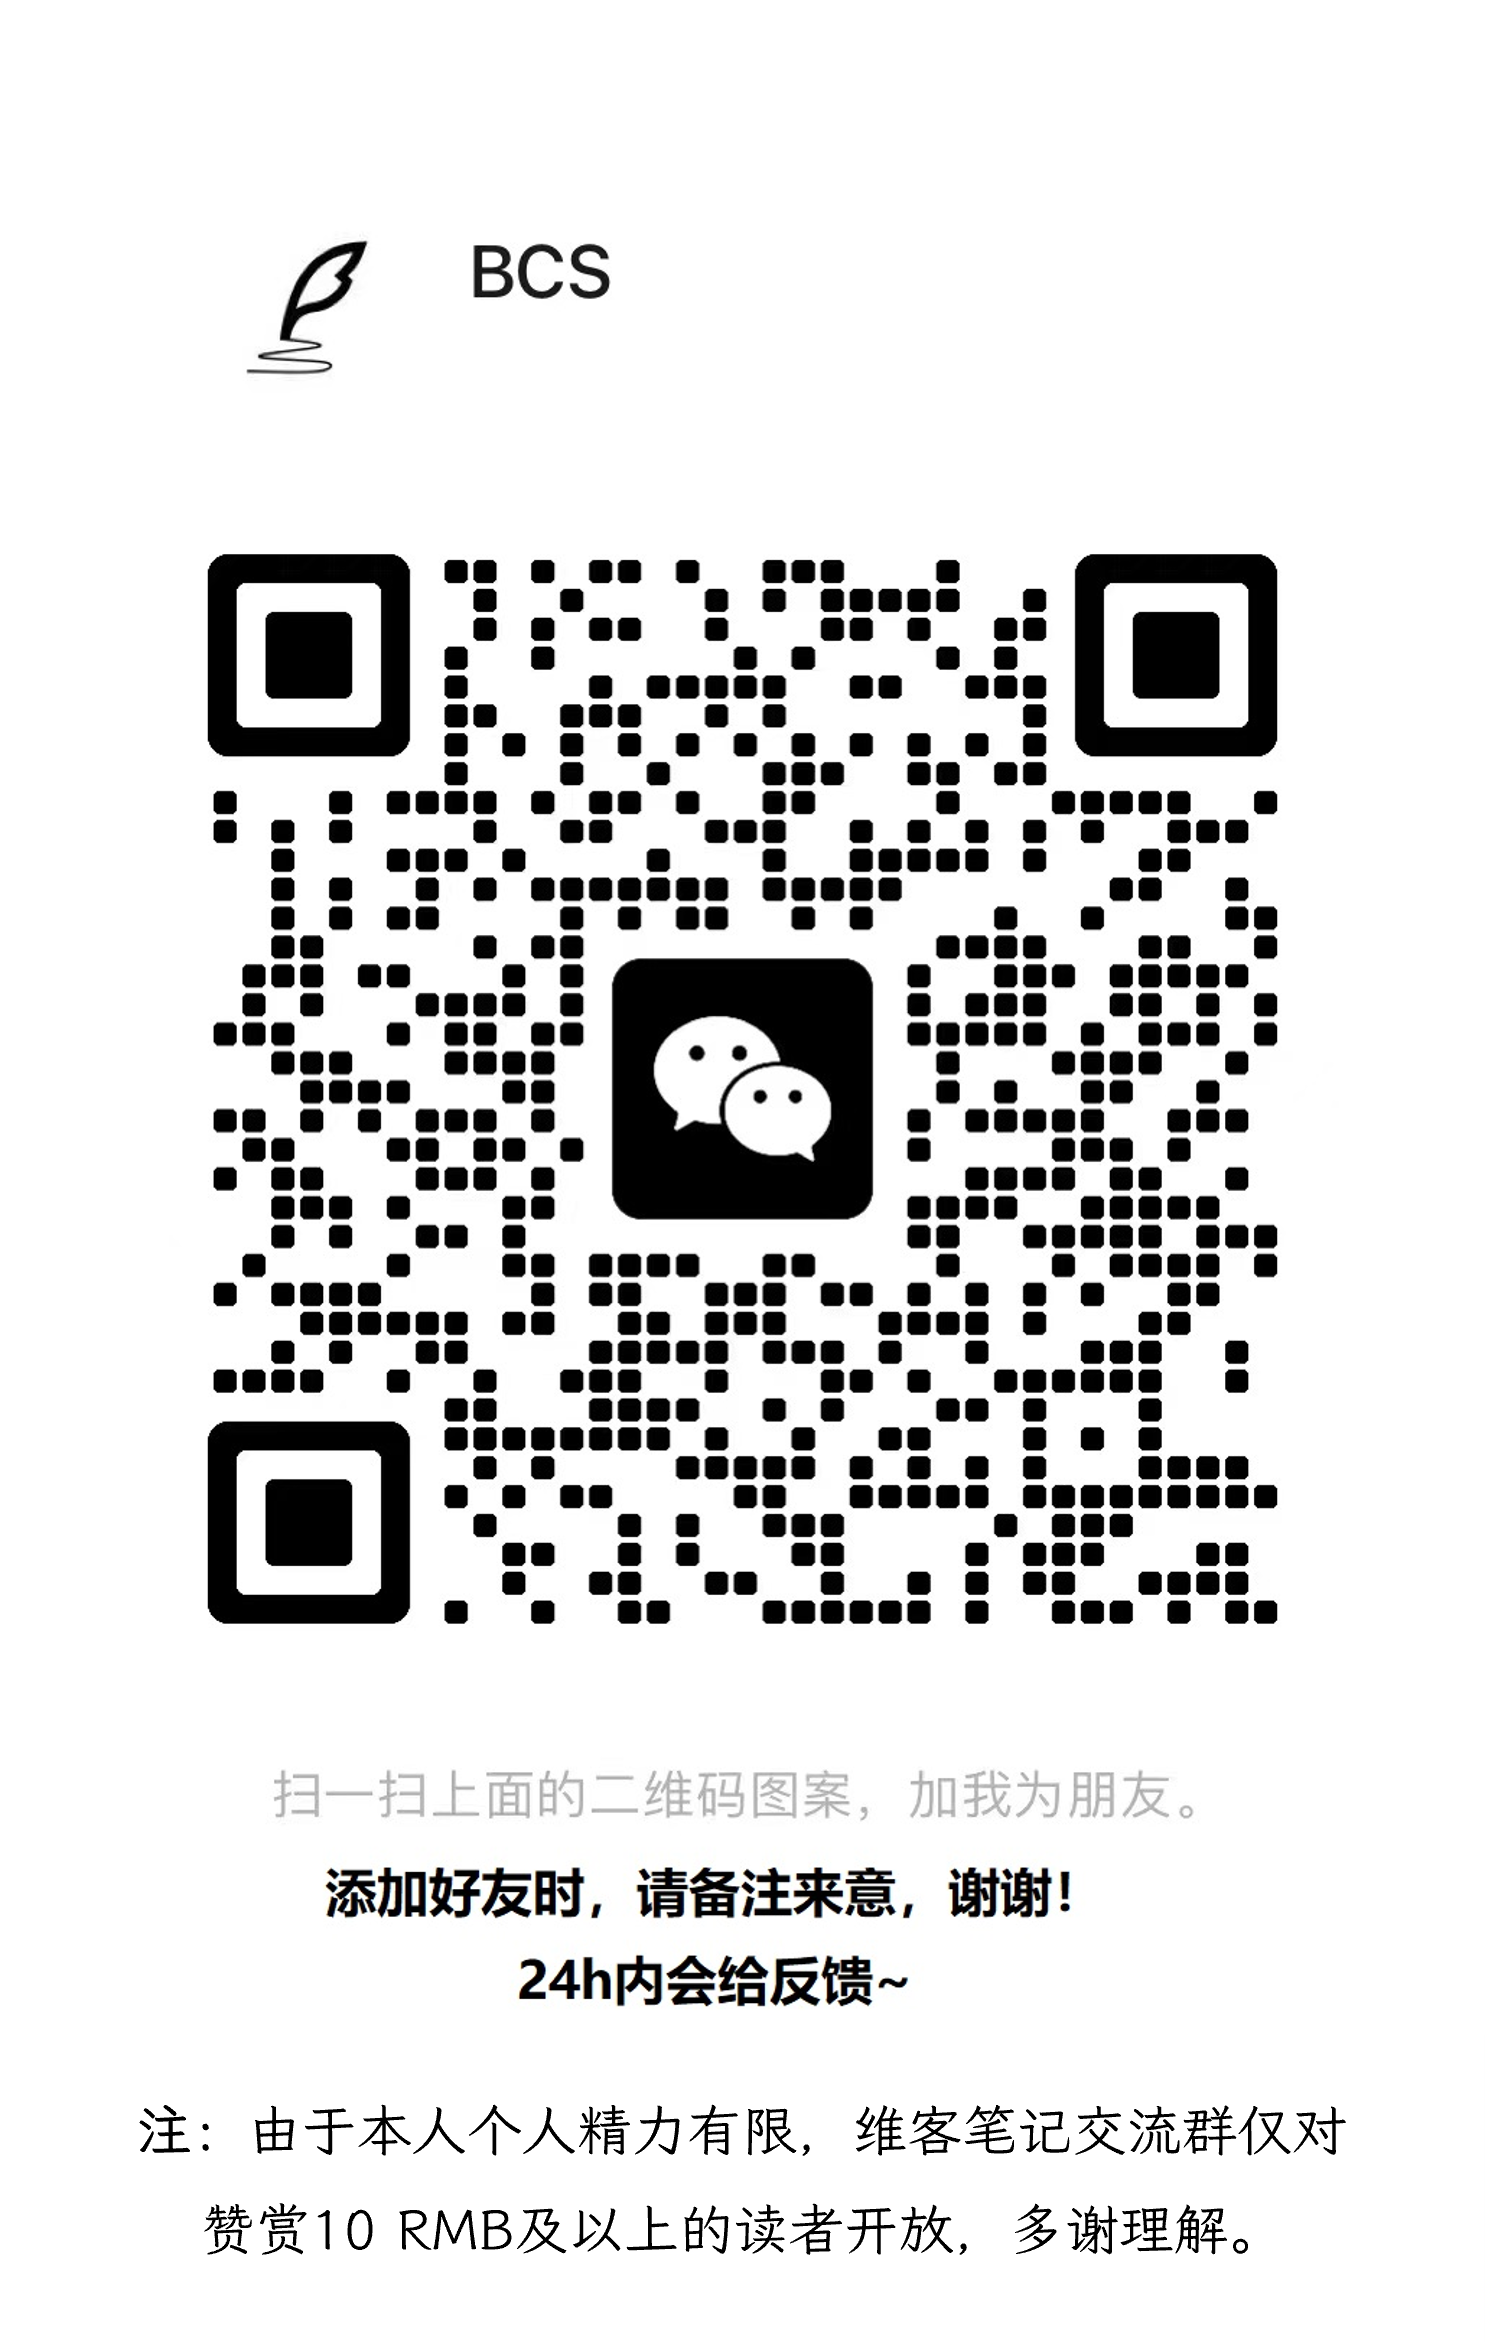 BCS
扫一扫上面的二维码图案，加我为朋友。
添加好友时，请备注来意，谢谢！
24h内会给反馈~
注：由于本人个人精力有限，维客笔记交流群仅对
赞赏10 RMB及以上的读者开放，多谢理解。